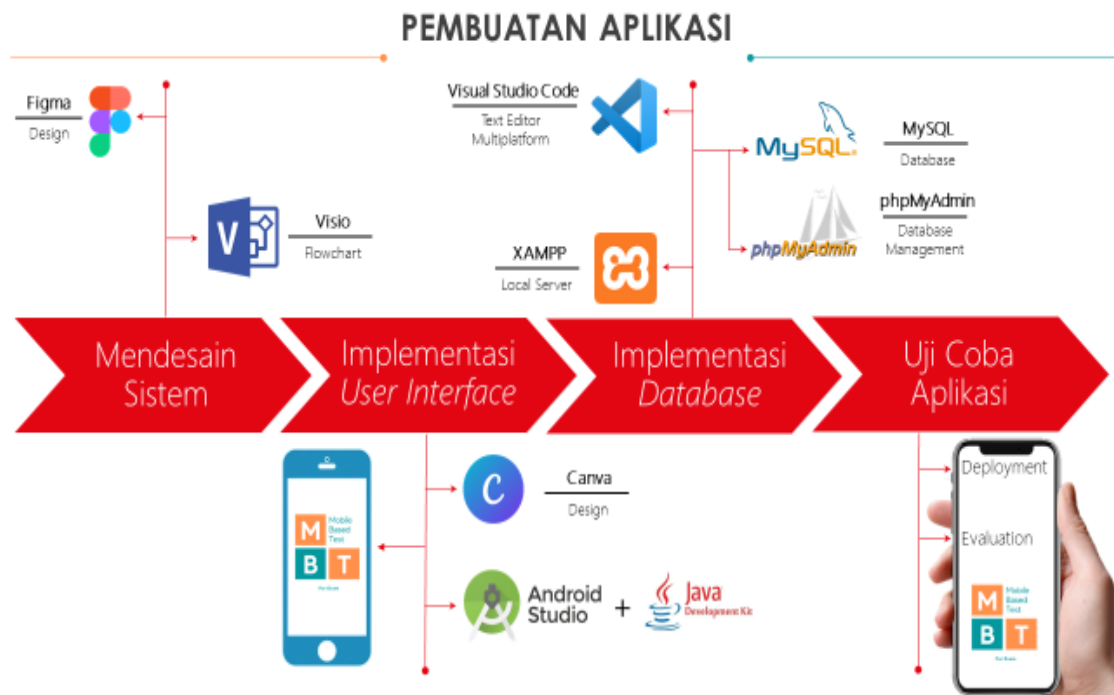 PEMBUATAN APLIKASI
Figma
Design
Visio
Flowchart
Visual Studio Code
Text Editor
Multiplatform
XAMPP
Local Server
MySQL
MySQL
Database
phpMyAdmin
phpMyAdmin
Database
Management
Mendesain
Sistem
Implementasi
User Interface
Implementasi
Database
Uji Coba
Aplikasi
M
Mobile
Based
Test
B T
C
Canva
Design
Android
Studio
+
Java
Development Kit
Deployment
Evaluation
M
Mobile
Based
Test
B T